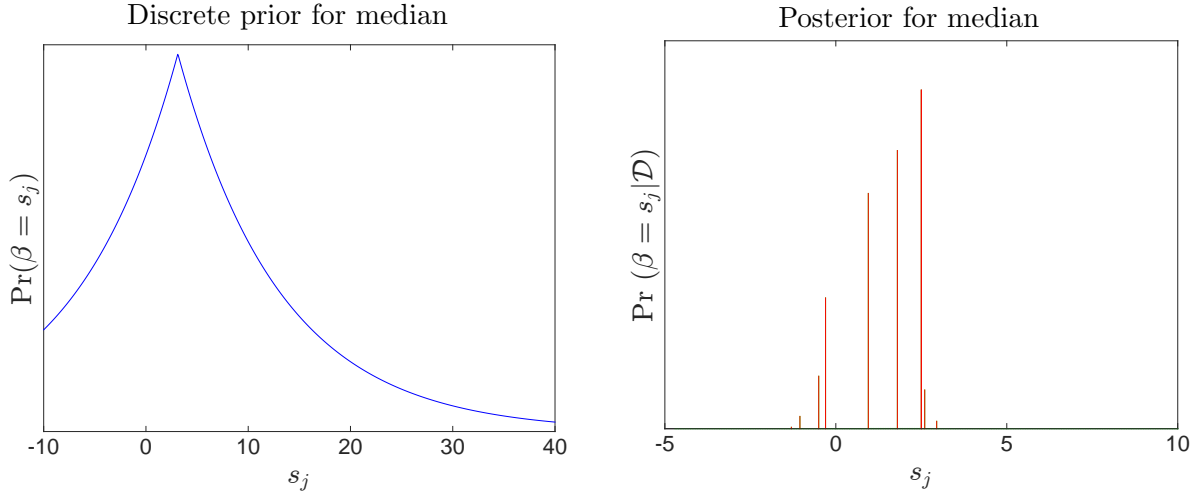 Discrete prior for median
Pr(β = s_j)
-10 0 10 20 30 40
s_j
Posterior for median
Pr (β = s_j|𝒟)
-5 0 5 10
s_j